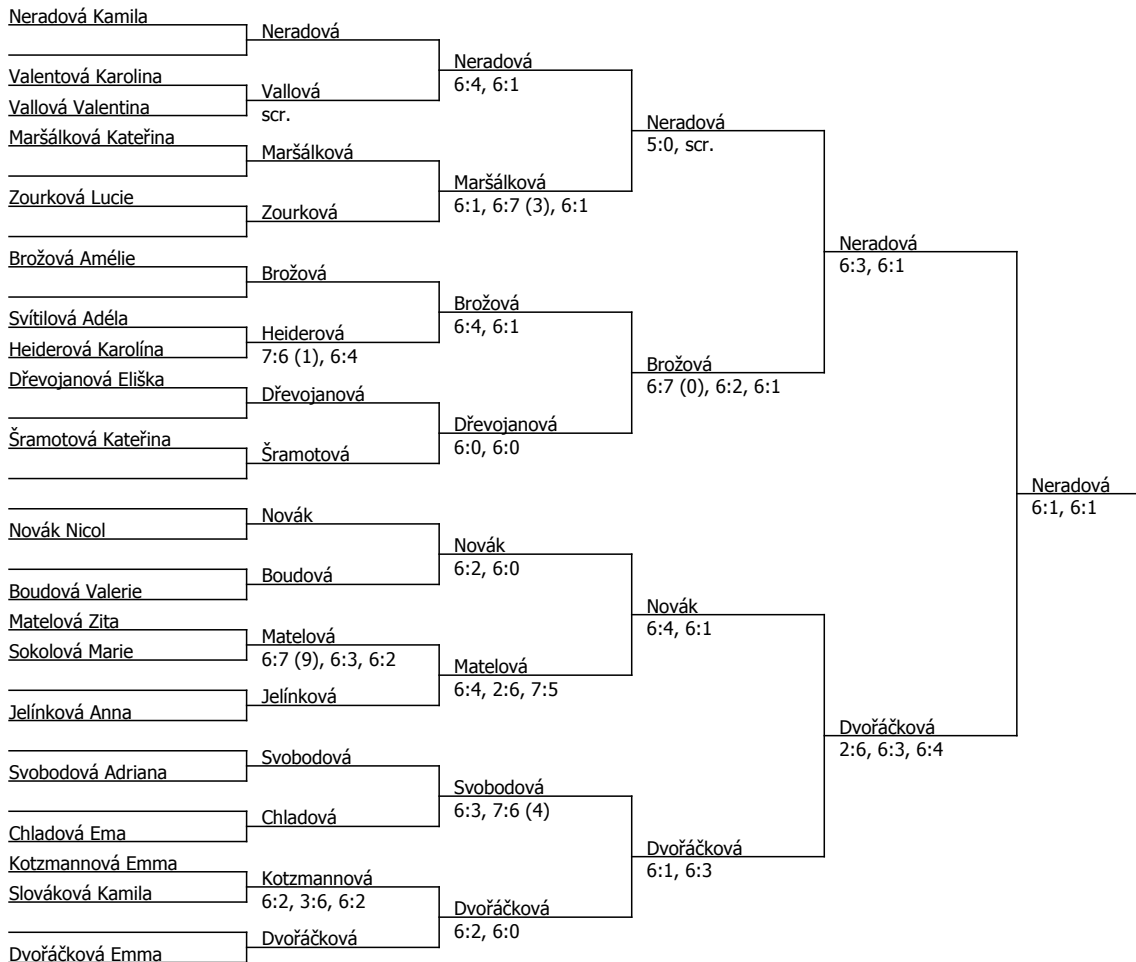 Neradová Kamila
Neradová
Neradová
6:4, 6:1
Valentová Karolina
Vallová
scr.
Vallová Valentina
Neradová
5:0, scr.
Maršálková Kateřina
Maršálková
Maršálková
6:1, 6:7 (3), 6:1
Zourková Lucie
Zourková
Neradová
6:3, 6:1
Brožová Amélie
Brožová
Brožová
6:4, 6:1
Svítilová Adéla
Heiderová
7:6 (1), 6:4
Heiderová Karolína
Brožová
6:7 (0), 6:2, 6:1
Dřevojanová Eliška
Dřevojanová
Dřevojanová
6:0, 6:0
Šramotová Kateřina
Šramotová
Neradová
6:1, 6:1
Novák
Novák Nicol
Novák
6:2, 6:0
Boudová
Boudová Valerie
Novák
6:4, 6:1
Matelová Zita
Matelová
6:7 (9), 6:3, 6:2
Sokolová Marie
Matelová
6:4, 2:6, 7:5
Jelínková
Jelínková Anna
Dvořáčková
2:6, 6:3, 6:4
Svobodová
Svobodová Adriana
Svobodová
6:3, 7:6 (4)
Chladová
Chladová Ema
Dvořáčková
6:1, 6:3
Kotzmannová Emma
Kotzmannová
6:2, 3:6, 6:2
Slováková Kamila
Dvořáčková
6:2, 6:0
Dvořáčková
Dvořáčková Emma